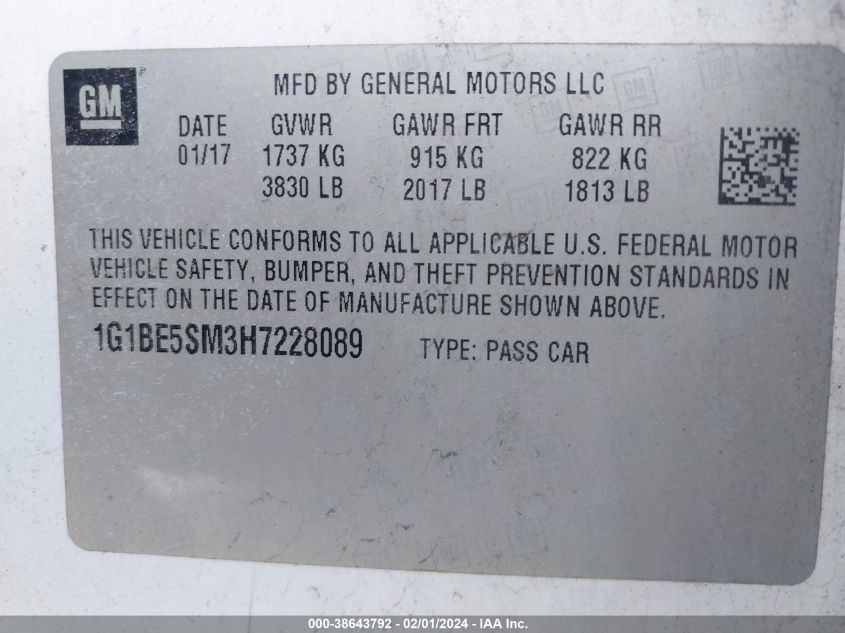 GM
MFD BY GENERAL MOTORS LLC
DATE GVWR GAWR FRT GAWR RR
01/17 1737 KG 915 KG 822 KG
3830 LB 2017 LB 1813 LB
THIS VEHICLE CONFORMS TO ALL APPLICABLE U.S. FEDERAL MOTOR
VEHICLE SAFETY, BUMPER, AND THEFT PREVENTION STANDARDS IN
EFFECT ON THE DATE OF MANUFACTURE SHOWN ABOVE.
1G1BE5SM3H7228089 TYPE: PASS CAR
000-38643792 - 02/01/2024 - IAA Inc.